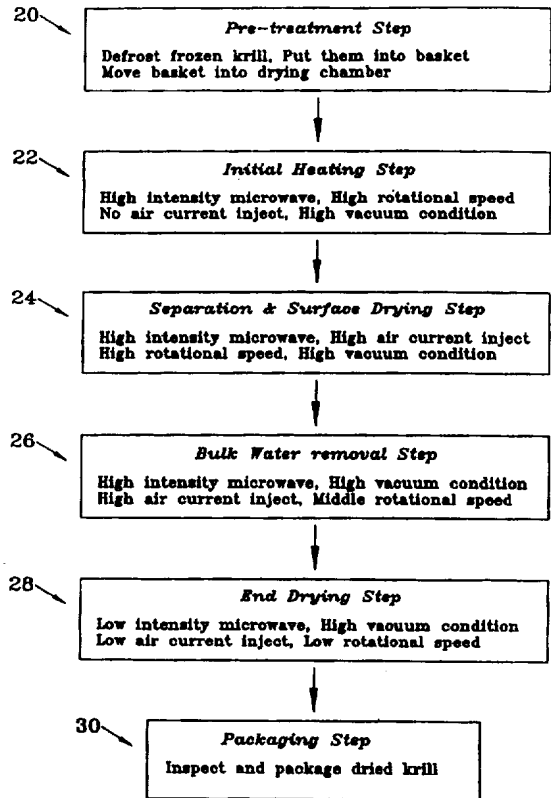 20
Pre-treatment Step
Defrost frozen krill, Put them into basket
Move basket into drying chamber
22
Initial Heating Step
High intensity microwave, High rotational speed
No air current inject, High vacuum condition
24
Separation & Surface Drying Step
High intensity microwave, High air current inject
High rotational speed, High vacuum condition
26
Bulk Water removal Step
High intensity microwave, High vacuum condition
High air current inject, Middle rotational speed
28
End Drying Step
Low intensity microwave, High vacuum condition
Low air current inject, Low rotational speed
30
Packaging Step
Inspect and package dried krill